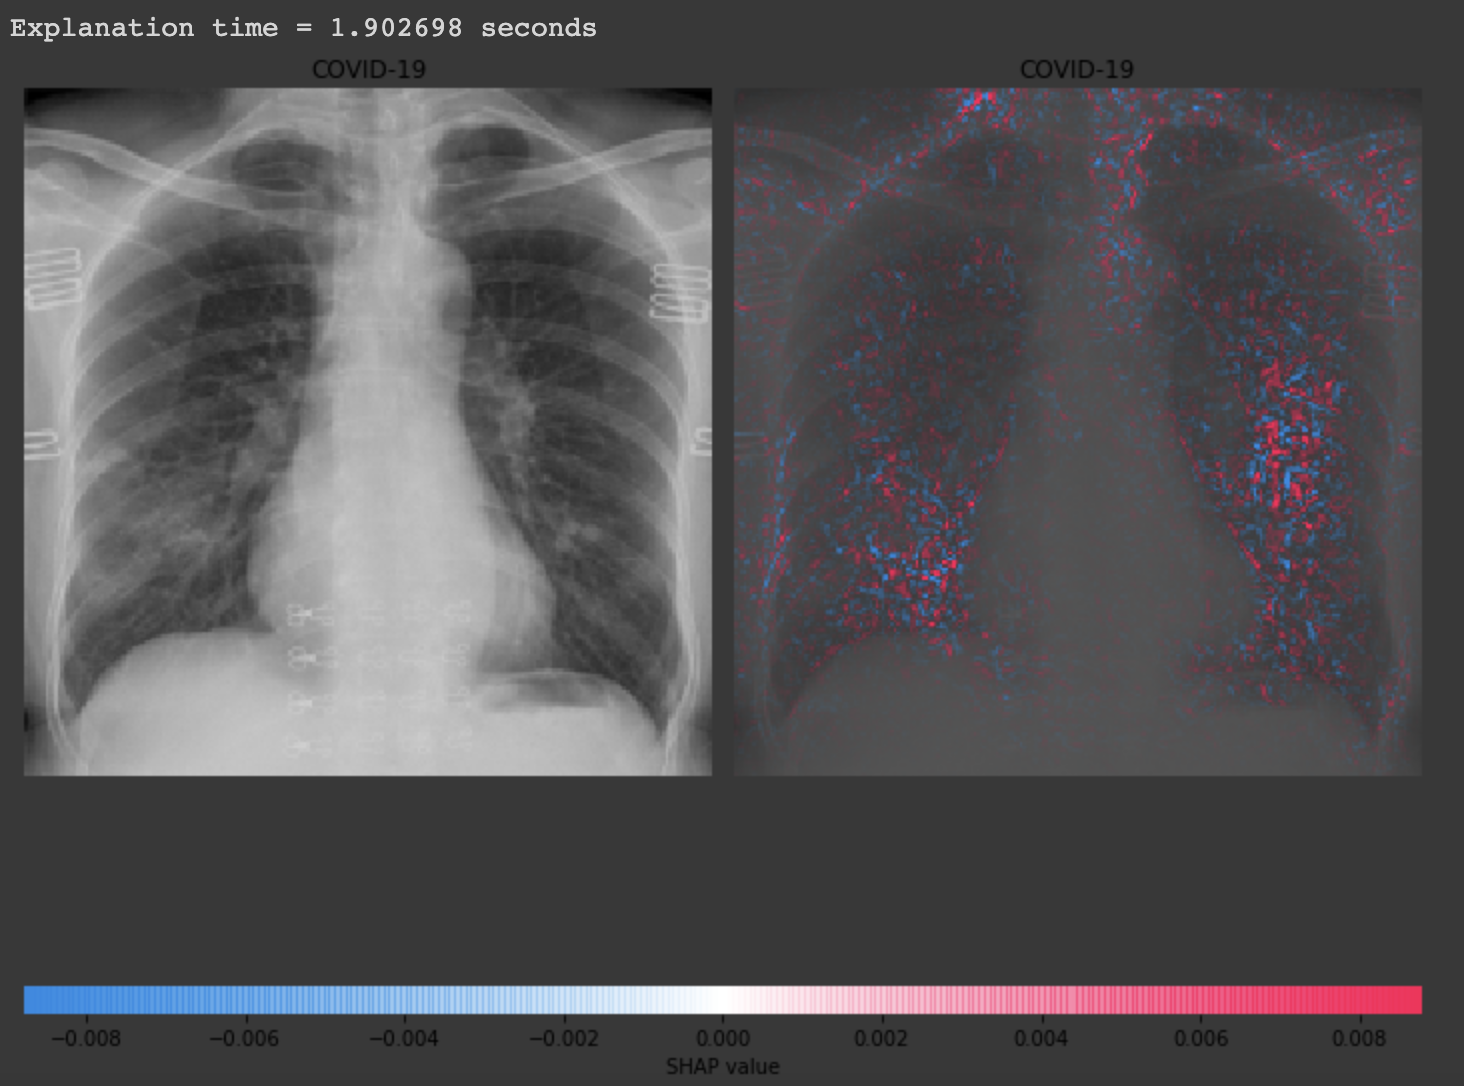 Explanation time = 1.902698 seconds
COVID-19 COVID-19
−0.008 −0.006 −0.004 −0.002 0.000 0.002 0.004 0.006 0.008
SHAP value